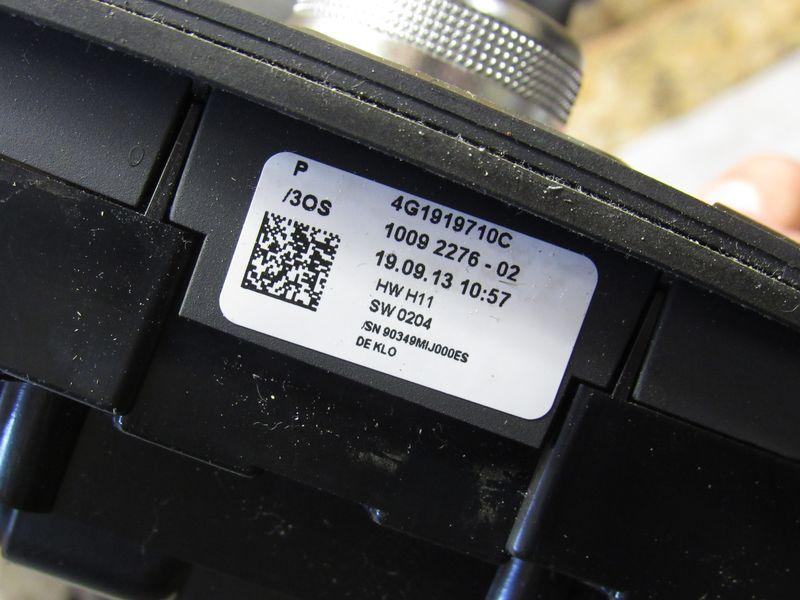 P
/3OS
4G1919710C
1009 2276-02
19.09.13 10:57
HW H11
SW 0204
/SN 90349MIJ000ES
DE KLO